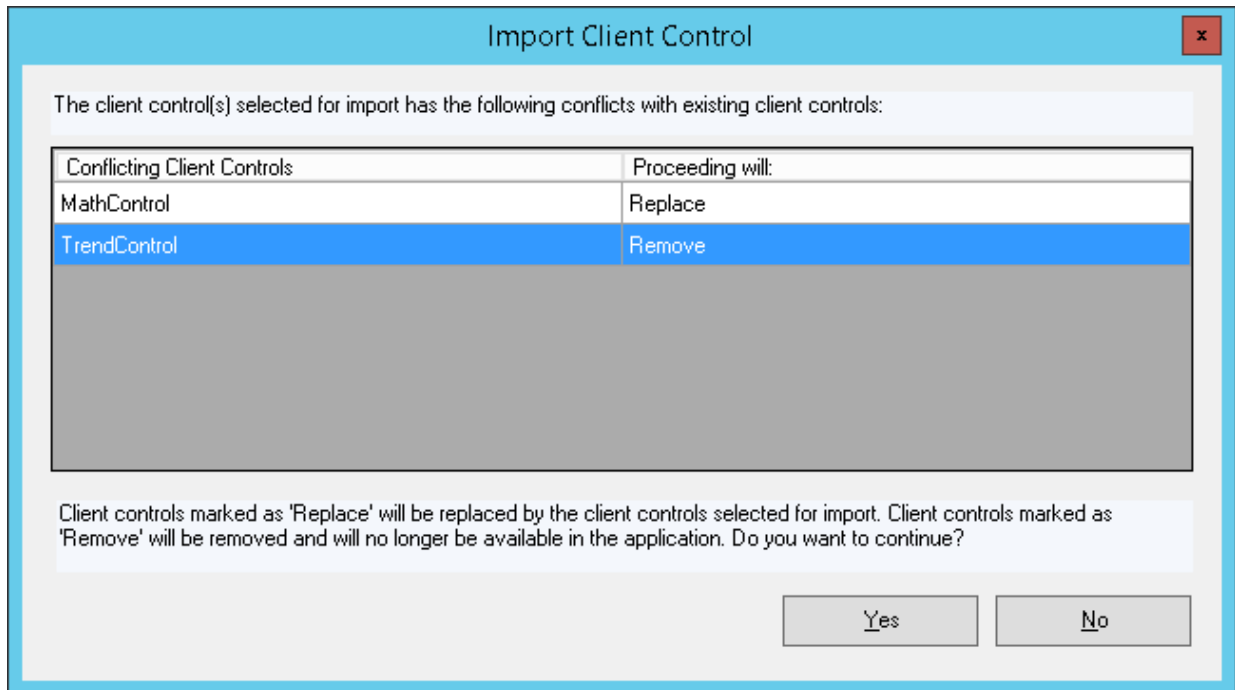 Import Client Control
x
The client control(s) selected for import has the following conflicts with existing client controls:
Conflicting Client Controls Proceeding will:
MathControl Replace
TrendControl Remove
Client controls marked as 'Replace' will be replaced by the client controls selected for import. Client controls marked as
'Remove' will be removed and will no longer be available in the application. Do you want to continue?
Yes No